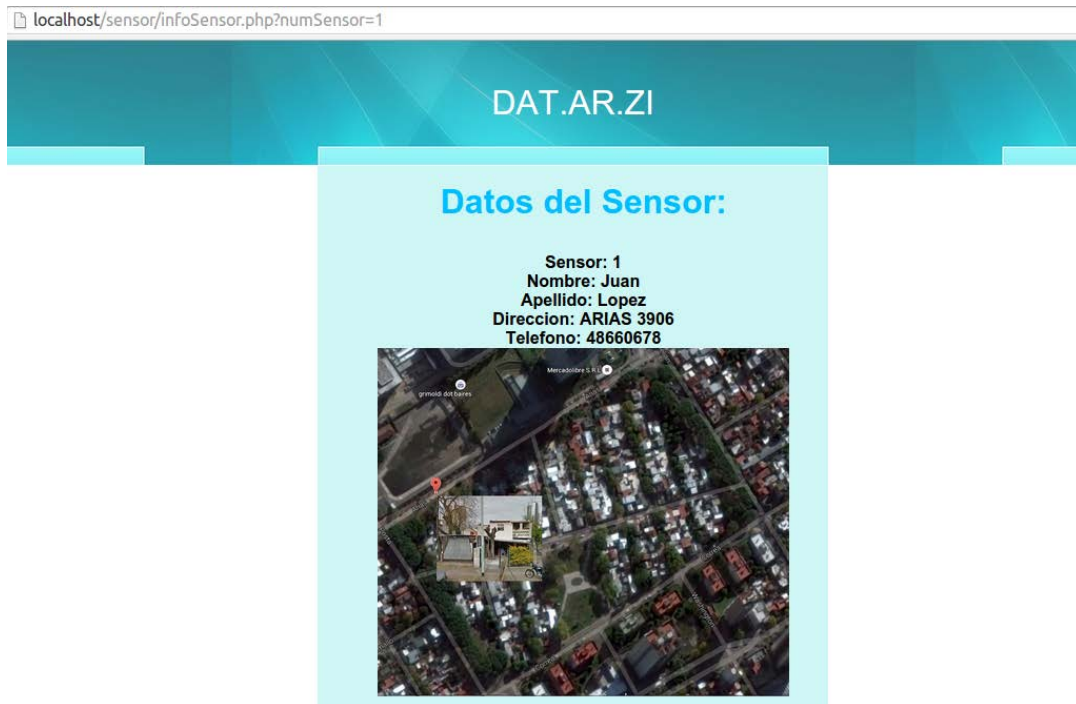 localhost/sensor/infoSensor.php?numSensor=1
DAT.AR.ZI
Datos del Sensor:
Sensor: 1
Nombre: Juan
Apellido: Lopez
Direccion: ARIAS 3906
Telefono: 48660678
Mercadolibre S.R.L
grimoldi dot baires